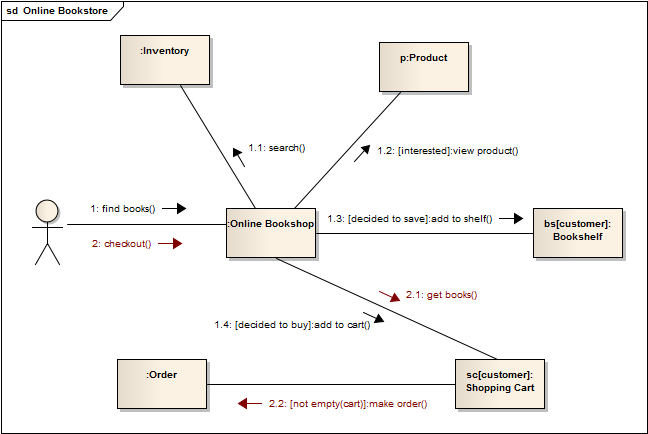 sd Online Bookstore
:Inventory
p:Product
1.1: search()
1.2: [interested]:view product()
1: find books()
:Online Bookshop
1.3: [decided to save]:add to shelf()
bs[customer]:
Bookshelf
2: checkout()
2.1: get books()
1.4: [decided to buy]:add to cart()
:Order
sc[customer]:
Shopping Cart
2.2: [not empty(cart)]:make order()